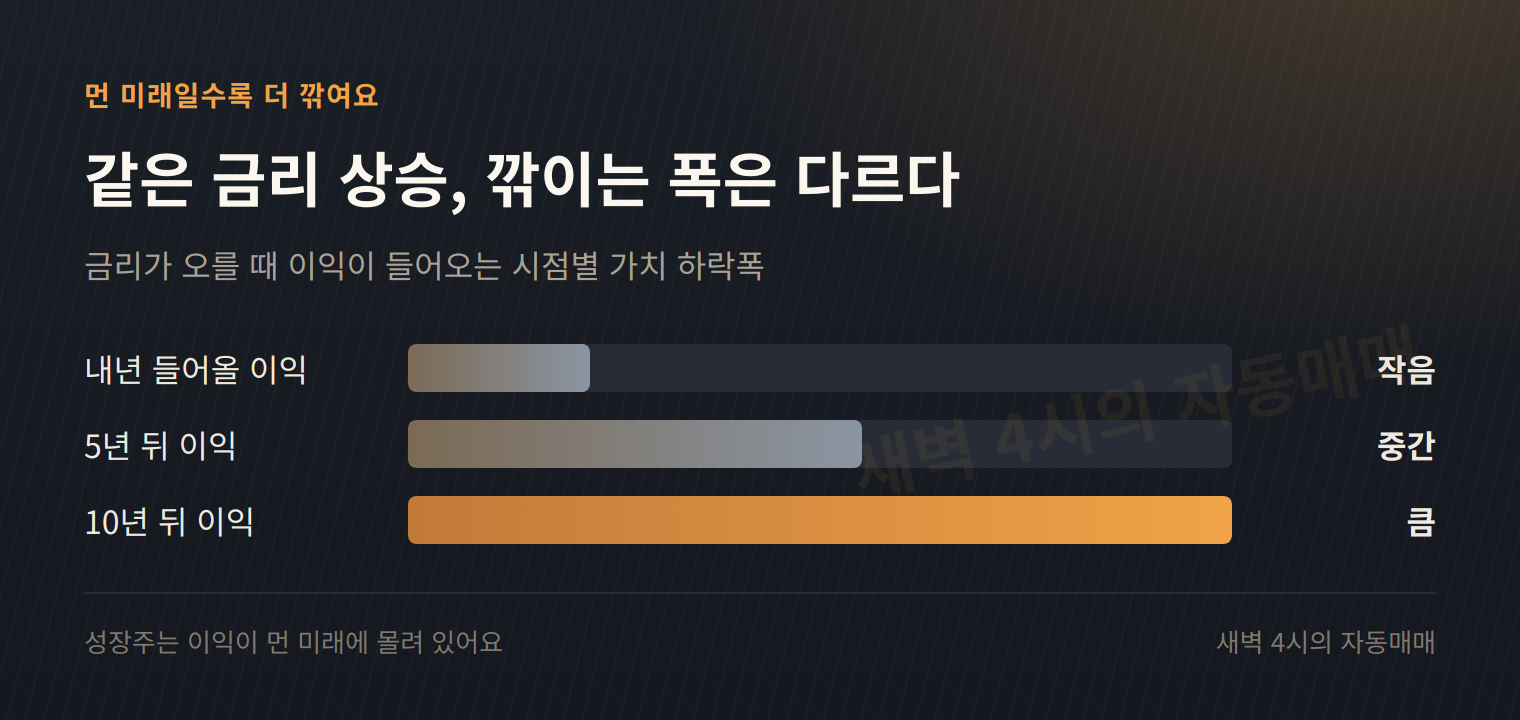 먼 미래일수록 더 깎여요
같은 금리 상승, 깎이는 폭은 다르다
금리가 오를 때 이익이 들어오는 시점별 가치 하락폭
내년 들어올 이익 작음
5년 뒤 이익 중간
10년 뒤 이익 큼
새벽 4시의 자동매매
성장주는 이익이 먼 미래에 몰려 있어요
새벽 4시의 자동매매